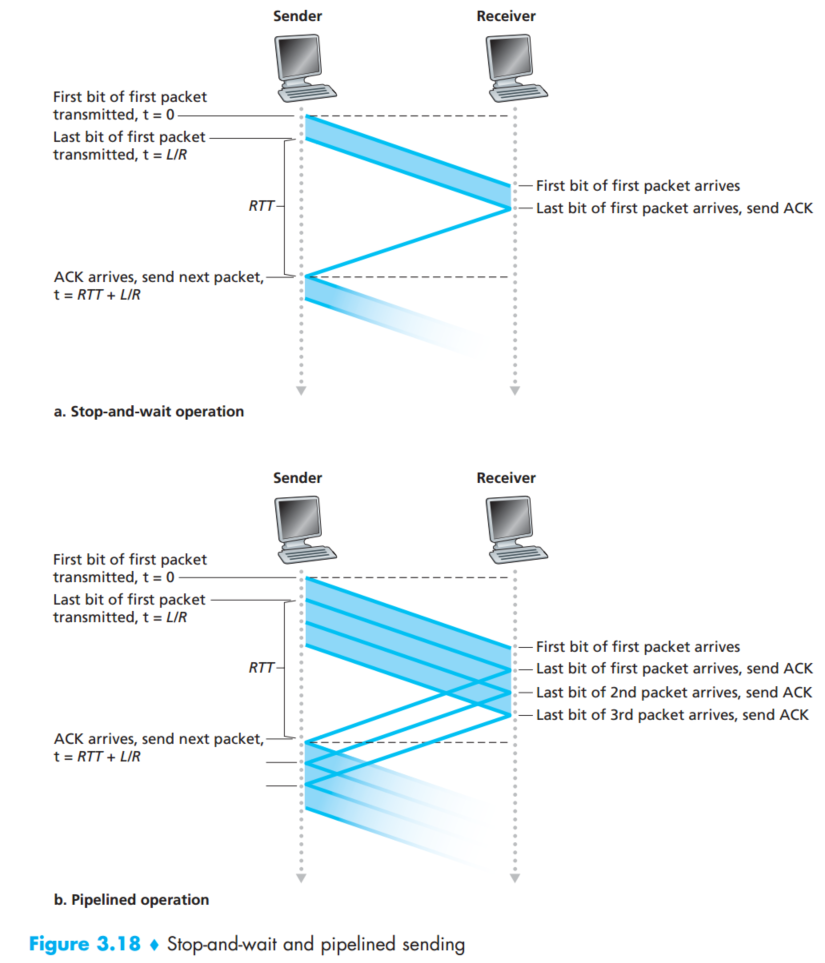 Sender
Receiver
First bit of first packet
transmitted, t = 0
Last bit of first packet
transmitted, t = L/R
RTT
First bit of first packet arrives
Last bit of first packet arrives, send ACK
ACK arrives, send next packet,
t = RTT + L/R
a. Stop-and-wait operation
Sender
Receiver
First bit of first packet
transmitted, t = 0
Last bit of first packet
transmitted, t = L/R
RTT
First bit of first packet arrives
Last bit of first packet arrives, send ACK
Last bit of 2nd packet arrives, send ACK
Last bit of 3rd packet arrives, send ACK
ACK arrives, send next packet,
t = RTT + L/R
b. Pipelined operation
Figure 3.18 ♦ Stop-and-wait and pipelined sending